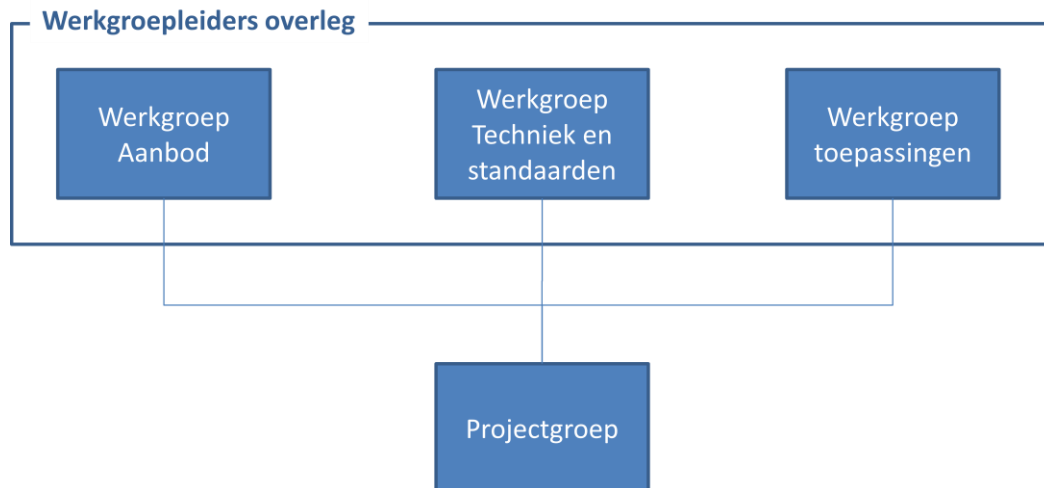 Werkgroepleiders overleg
Werkgroep
Aanbod
Werkgroep
Techniek en
standaarden
Werkgroep
toepassingen
Projectgroep